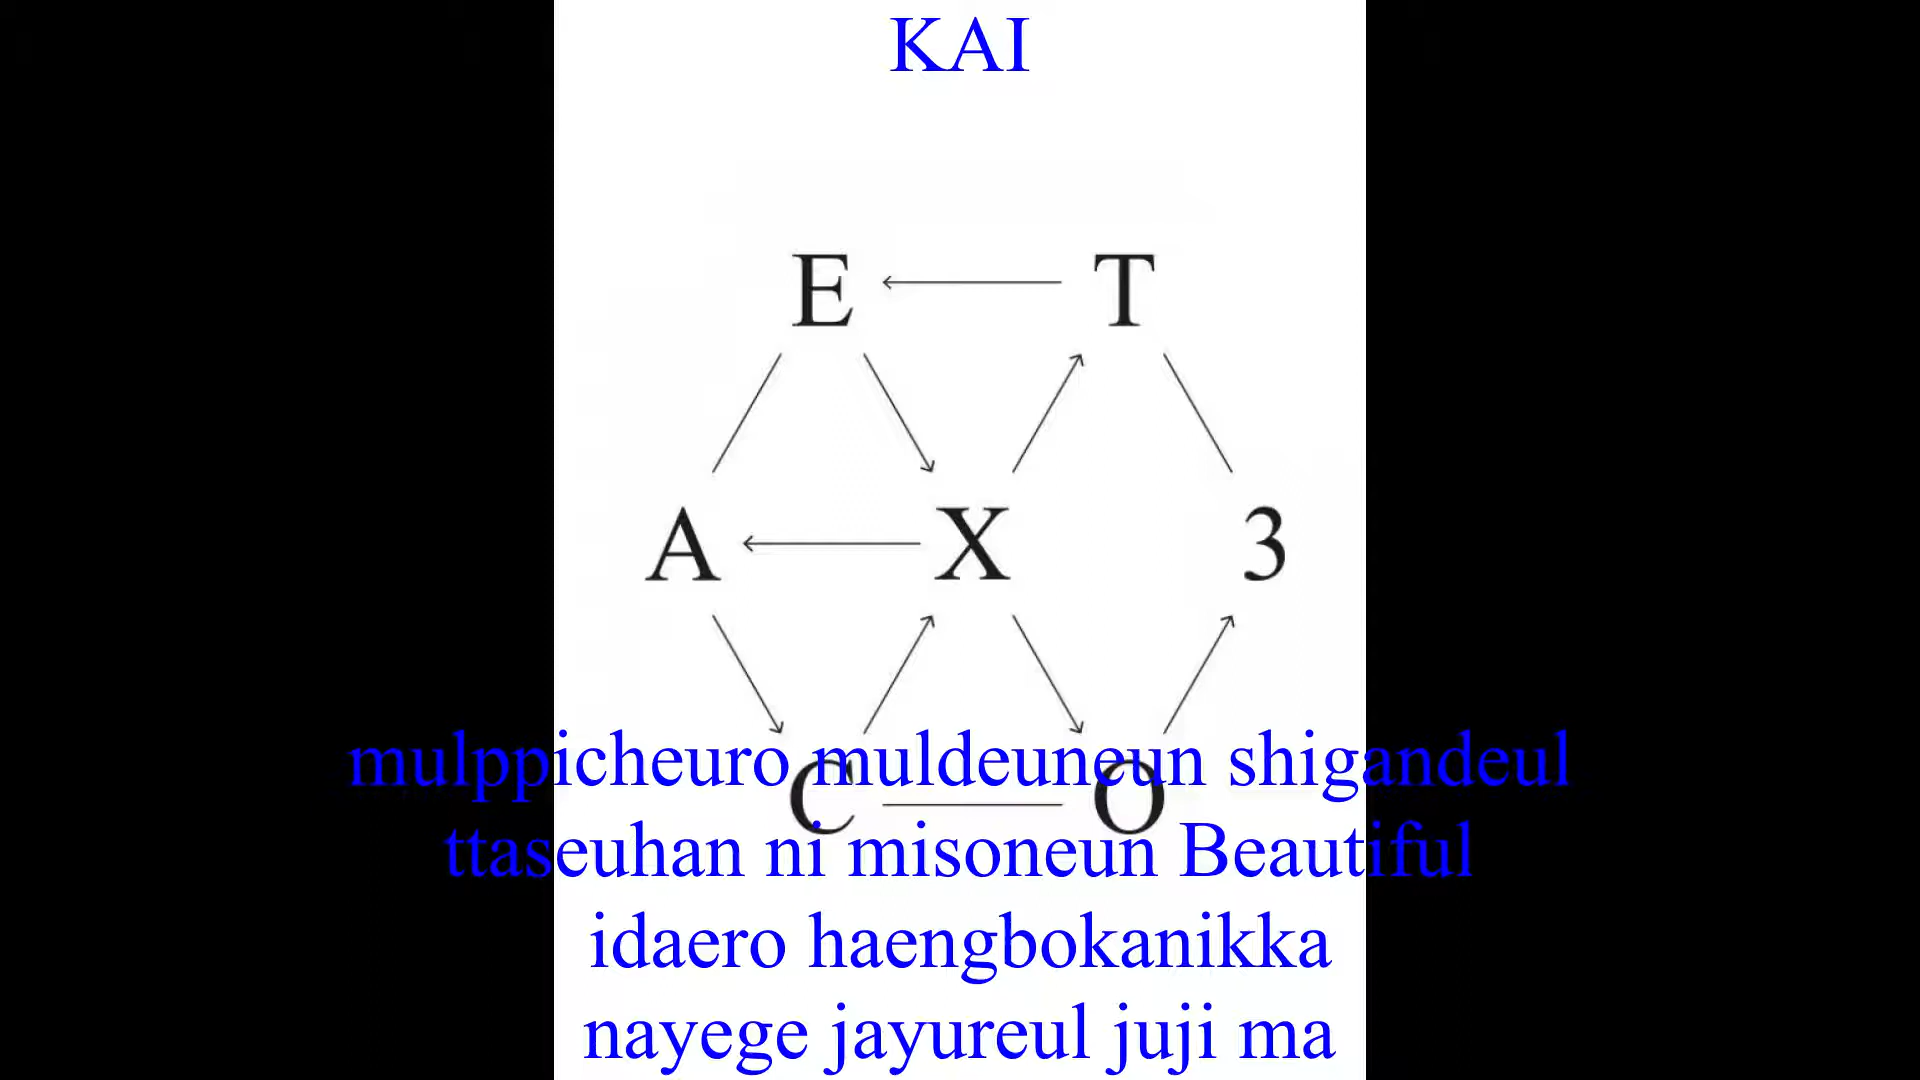 KAI
E T
A X 3
C O
mulppicheuro muldeuneun shigandeul
ttaseuhan ni misoneun Beautiful
idaero haengbokanikka
nayege jayureul juji ma